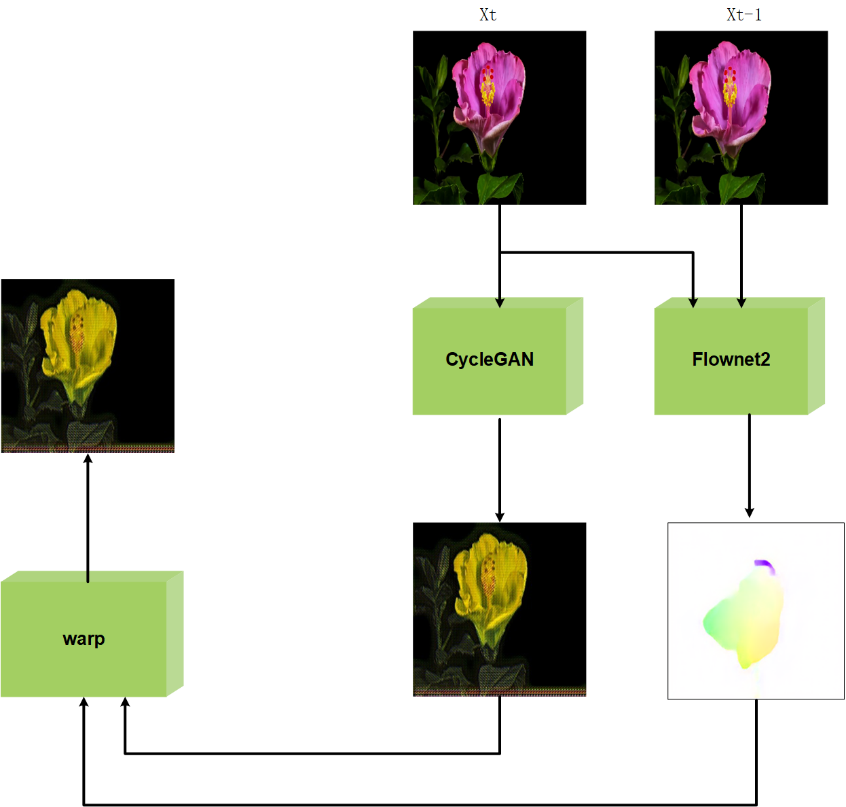 Xt
Xt-1
CycleGAN
Flownet2
warp